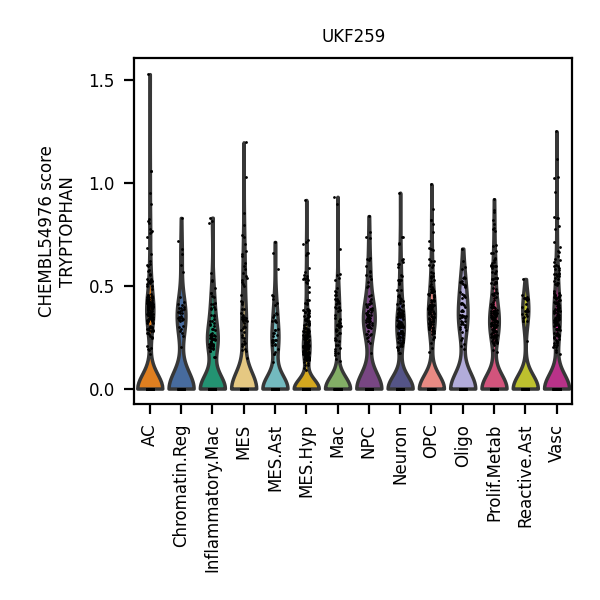 UKF259
CHEMBL54976 score
TRYPTOPHAN
1.5
1.0
0.5
0.0
AC
Chromatin.Reg
Inflammatory.Mac
MES
MES.Ast
MES.Hyp
Mac
NPC
Neuron
OPC
Oligo
Prolif.Metab
Reactive.Ast
Vasc